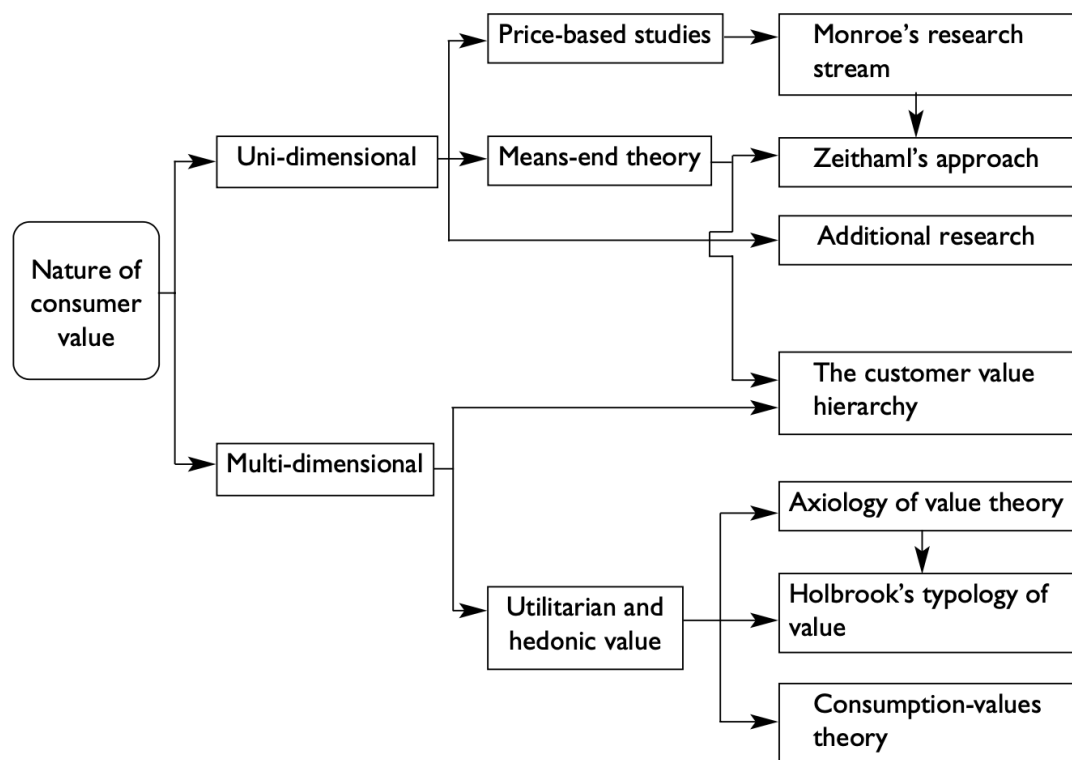 Price-based studies
Monroe’s research
stream
Uni-dimensional
Means-end theory
Zeithaml’s approach
Additional research
Nature of
consumer
value
The customer value
hierarchy
Multi-dimensional
Axiology of value theory
Utilitarian and
hedonic value
Holbrook’s typology of
value
Consumption-values
theory